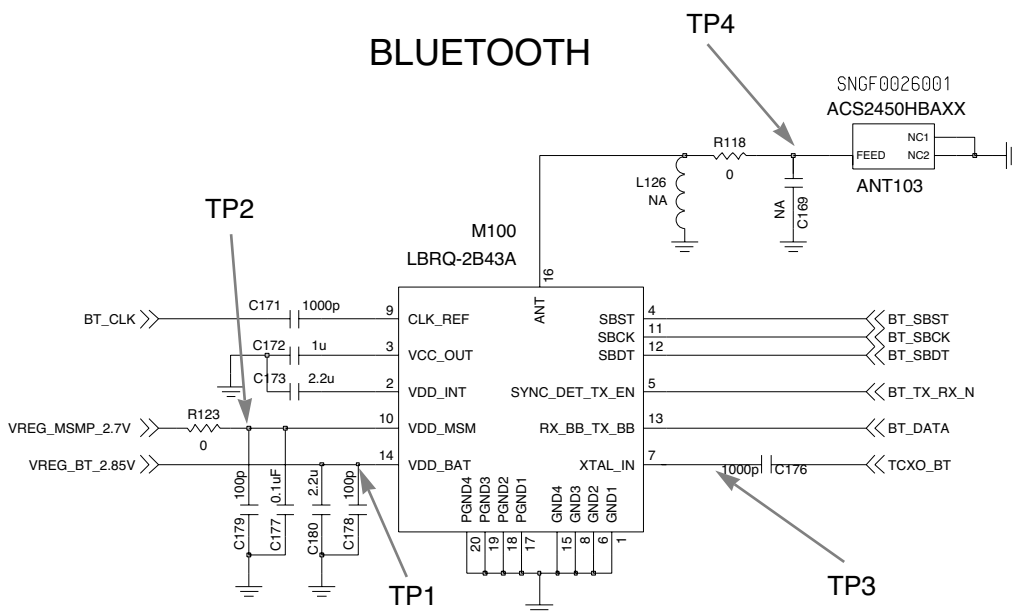 BLUETOOTH
TP4
SNGF0026001
ACS2450HBAXX
NC1
R118
FEED
NC2
0
L126
NA
NA
C169
ANT103
TP2
M100
LBRQ-2B43A
16
ANT
C171
1000p
BT_CLK
9
CLK_REF
SBST
4
BT_SBST
SBCK
11
BT_SBCK
C172
1u
3
VCC_OUT
SBDT
12
BT_SBDT
C173
2.2u
2
VDD_INT
SYNC_DET_TX_EN
5
BT_TX_RX_N
R123
VREG_MSMP_2.7V
0
10
VDD_MSM
RX_BB_TX_BB
13
BT_DATA
VREG_BT_2.85V
14
VDD_BAT
XTAL_IN
7
1000p
C176
TCXO_BT
100p
0.1uF
2.2u
100p
C179
C177
C180
C178
PGND4
PGND3
PGND2
PGND1
GND4
GND3
GND2
GND1
20
19
18
17
15
8
6
1
TP1
TP3